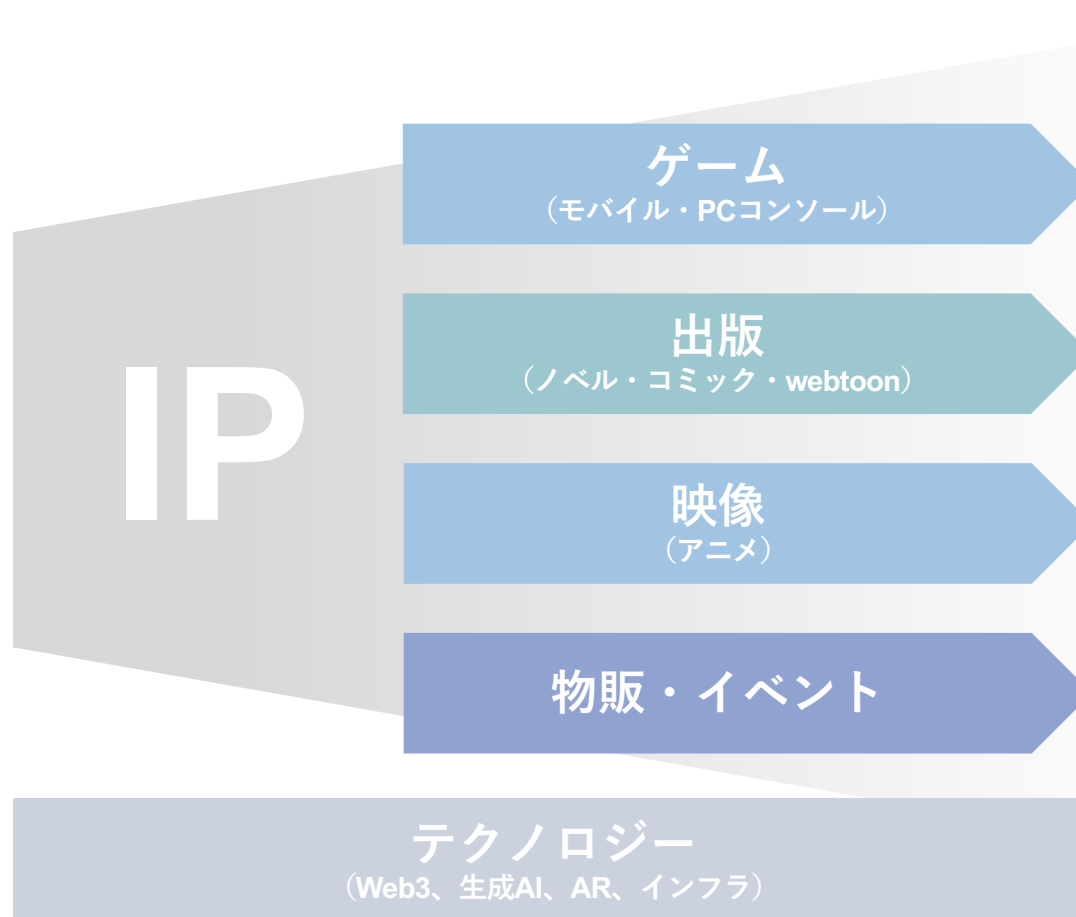 IP
ゲーム
（モバイル・PCコンソール）
出版
（ノベル・コミック・webtoon）
映像
（アニメ）
物販・イベント
テクノロジー
（Web3、生成AI、AR、インフラ）